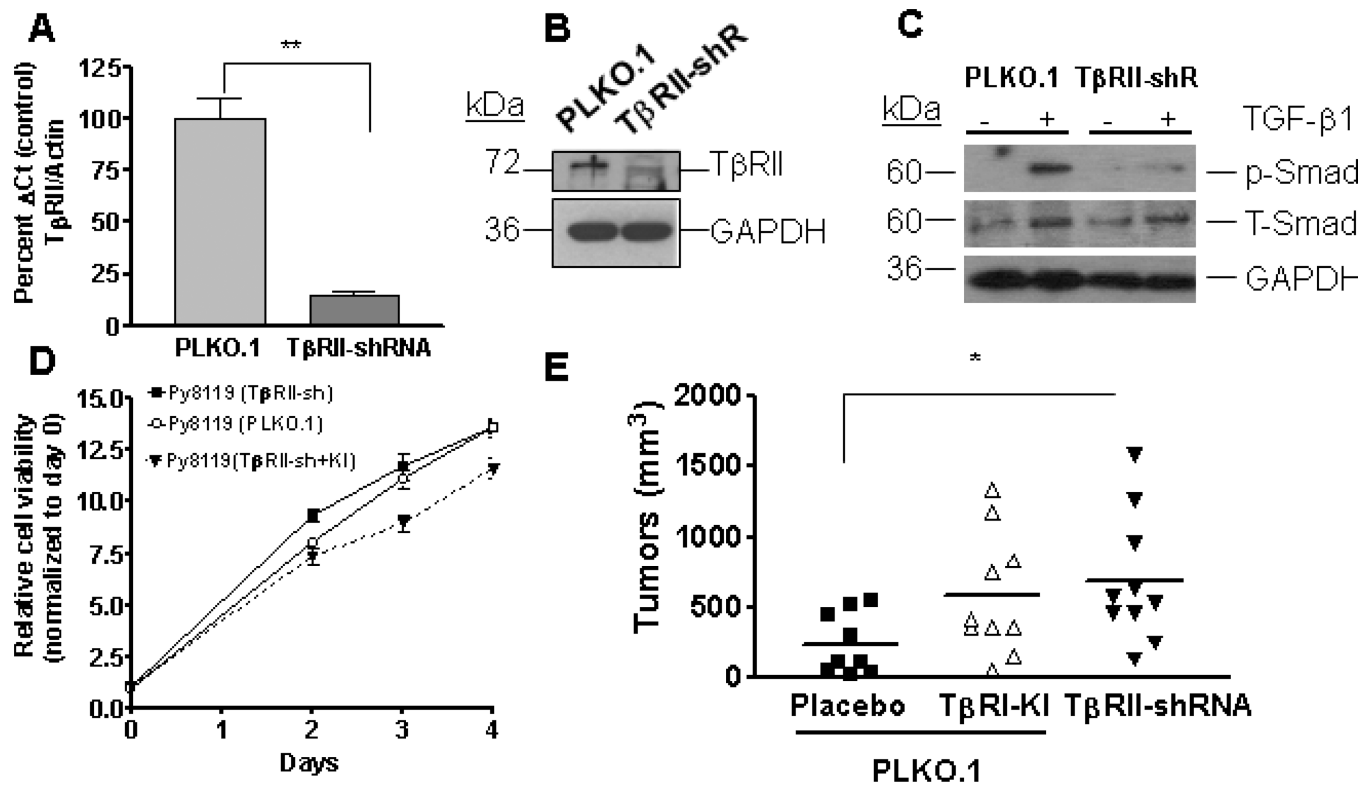 A
**
Percent ΔCt (control)
TβRII/Actin
125
100
75
50
25
0
PLKO.1 TβRII-shRNA
B
PLKO.1
TβRII-shR
kDa
72
TβRII
36
GAPDH
C
PLKO.1 TβRII-shR
kDa
- + - + TGF-β1
60 p-Smad
60 T-Smad
36
GAPDH
D
Relative cell viability
(normalized to day 0)
15.0
12.5
10.0
7.5
5.0
2.5
0.0
Py8119 (TβRII-sh)
Py8119 (PLKO.1)
Py8119(TβRII-sh+KI)
0 1 2 3 4
Days
E
*
Tumors (mm3)
2000
1500
1000
500
0
Placebo TβRI-KI TβRII-shRNA
PLKO.1